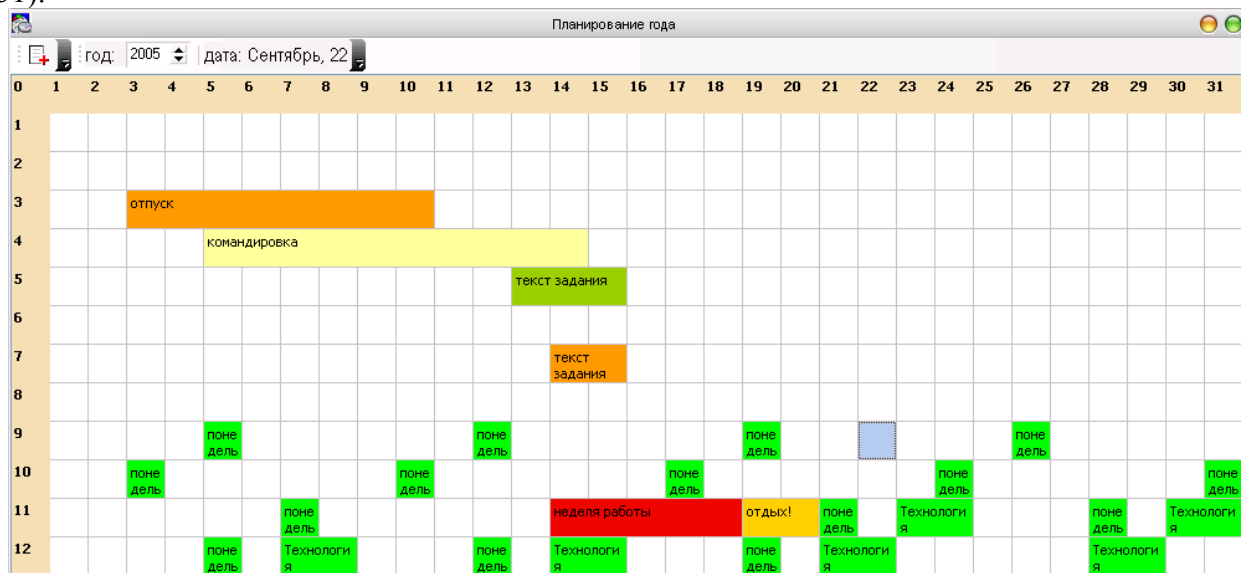 31).
Планирование года
год: 2005 дата: Сентябрь, 22
0 1 2 3 4 5 6 7 8 9 10 11 12 13 14 15 16 17 18 19 20 21 22 23 24 25 26 27 28 29 30 31
1
2
3 отпуск
4 командировка
5 текст задания
6
7 текст
задания
8
9 поне поне поне поне
дель дель дель дель
10 поне поне поне поне поне
дель дель дель дель дель
11 поне неделя работы отдых! поне Технологи поне Технологи
дель дель я дель я
12 поне Технологи поне Технологи поне Технологи Технологи
дель я дель я дель я я